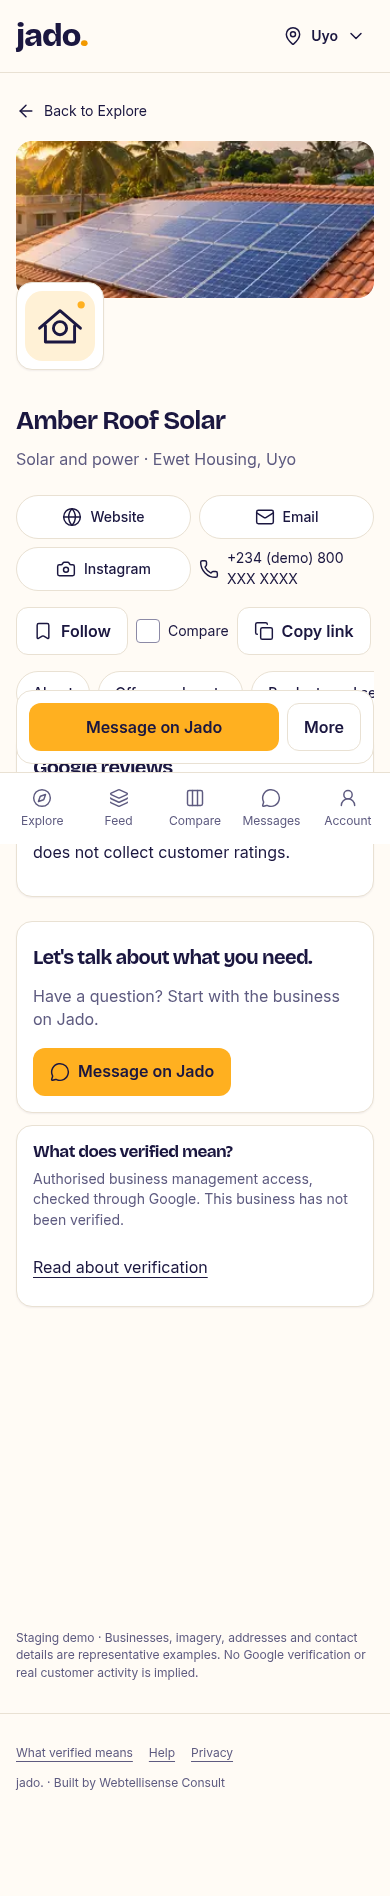 jado.
Uyo
Back to Explore
Amber Roof Solar
Solar and power · Ewet Housing, Uyo
Website
Email
Instagram
+234 (demo) 800
XXX XXXX
Follow
Compare
Copy link
Message on Jado
More
Google reviews
Explore
Feed
Compare
Messages
Account
does not collect customer ratings.
Let's talk about what you need.
Have a question? Start with the business
on Jado.
Message on Jado
What does verified mean?
Authorised business management access,
checked through Google. This business has not
been verified.
Read about verification
Staging demo · Businesses, imagery, addresses and contact
details are representative examples. No Google verification or
real customer activity is implied.
What verified means
Help
Privacy
jado. · Built by Webtellisense Consult